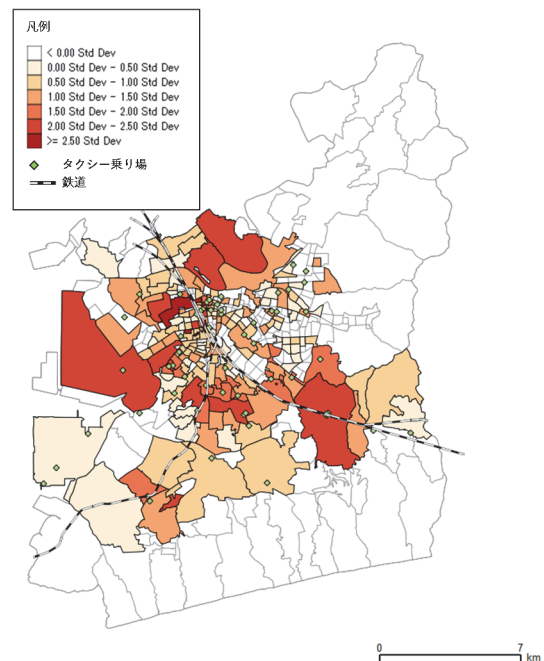 凡例
< 0.00 Std Dev
0.00 Std Dev - 0.50 Std Dev
0.50 Std Dev - 1.00 Std Dev
1.00 Std Dev - 1.50 Std Dev
1.50 Std Dev - 2.00 Std Dev
2.00 Std Dev - 2.50 Std Dev
>= 2.50 Std Dev
タクシー乗り場
鉄道
0 7
km